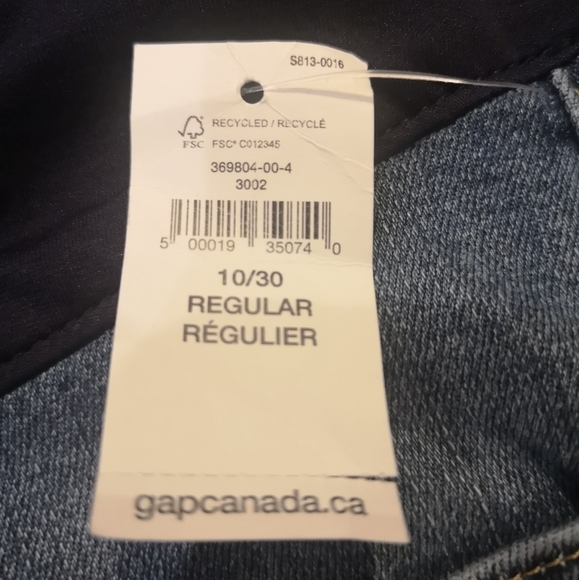 S813-0016
RECYCLED / RECYCLÉ
FSC
FSC® C012345
369804-00-4
3002
5 00019 35074 0
10/30
REGULAR
RÉGULIER
gapcanada.ca